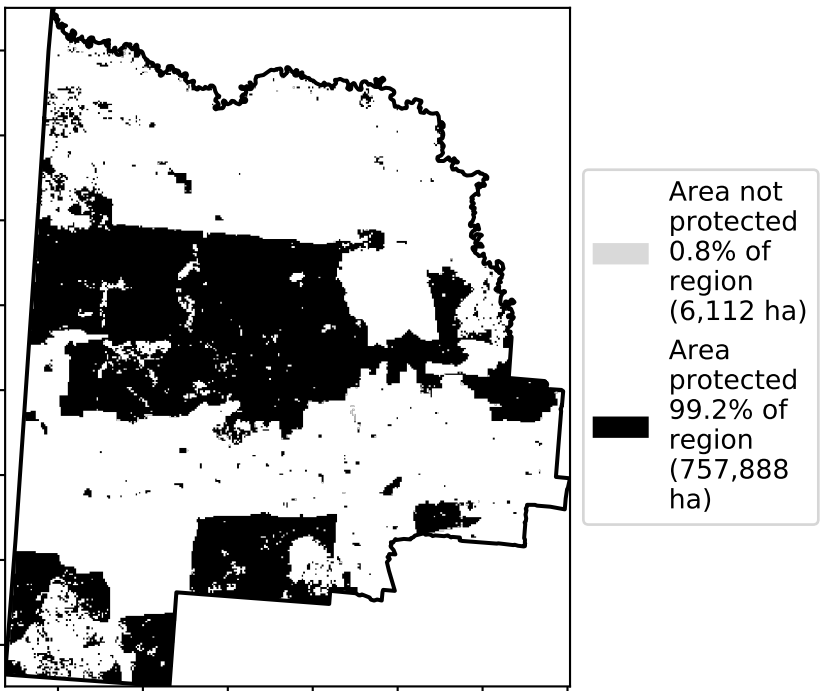 Area not
protected
0.8% of
region
(6,112 ha)
Area
protected
99.2% of
region
(757,888
ha)